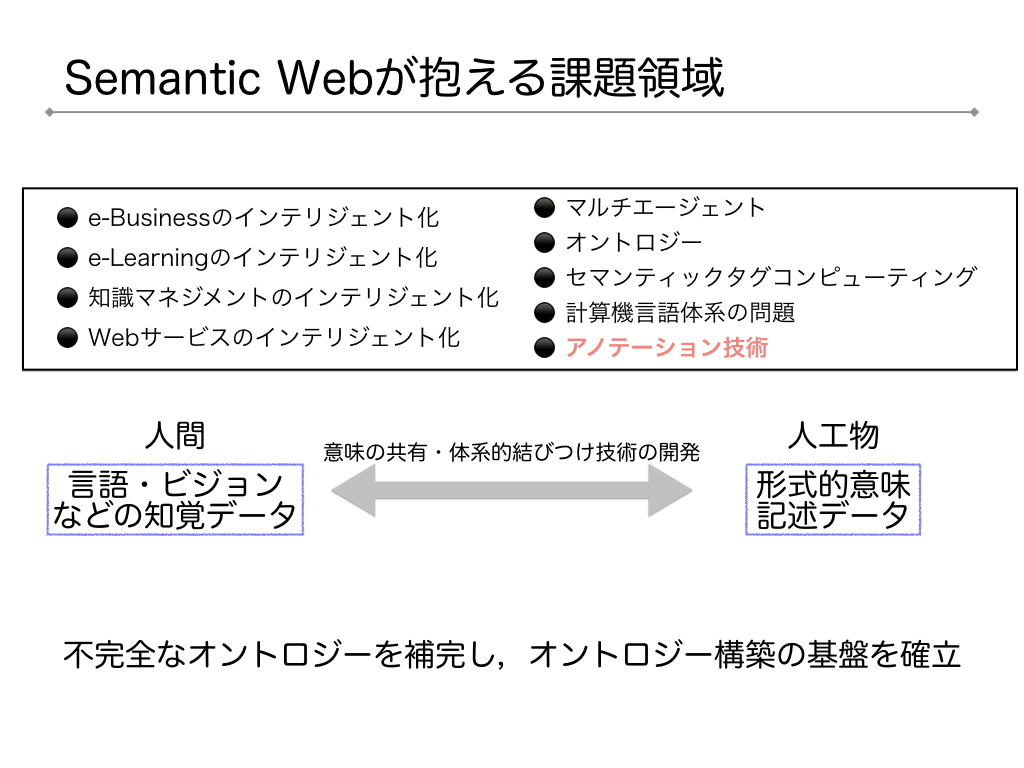 Semantic Webが抱える課題領域
● e-Businessのインテリジェント化
● e-Learningのインテリジェント化
● 知識マネジメントのインテリジェント化
● Webサービスのインテリジェント化
● マルチエージェント
● オントロジー
● セマンティックタグコンピューティング
● 計算機言語体系の問題
● アノテーション技術
人間
言語・ビジョン
などの知覚データ
意味の共有・体系的結びつけ技術の開発
人工物
形式的意味
記述データ
不完全なオントロジーを補完し，オントロジー構築の基盤を確立